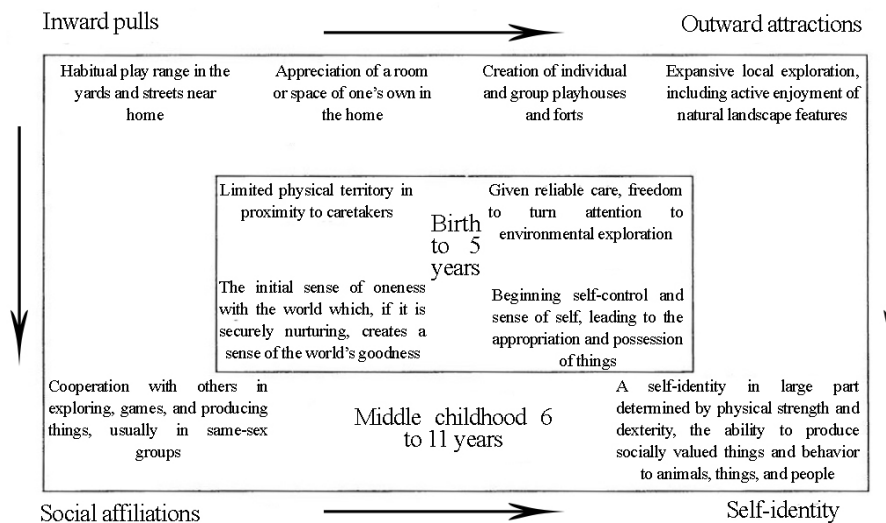 Inward pulls
Outward attractions
Habitual play range in the
yards and streets near
home
Appreciation of a room
or space of one's own in
the home
Creation of individual
and group playhouses
and forts
Expansive local exploration,
including active enjoyment of
natural landscape features
Limited physical territory in
proximity to caretakers
Given reliable care, freedom
to turn attention to
environmental exploration
Birth
to 5
years
The initial sense of oneness
with the world which, if it is
securely nurturing, creates a
sense of the world's goodness
Beginning self-control and
sense of self, leading to the
appropriation and possession
of things
Cooperation with others in
exploring, games, and producing
things, usually in same-sex
groups
Middle childhood 6
to 11 years
A self-identity in large part
determined by physical strength and
dexterity, the ability to produce
socially valued things and behavior
to animals, things, and people
Social affiliations
Self-identity